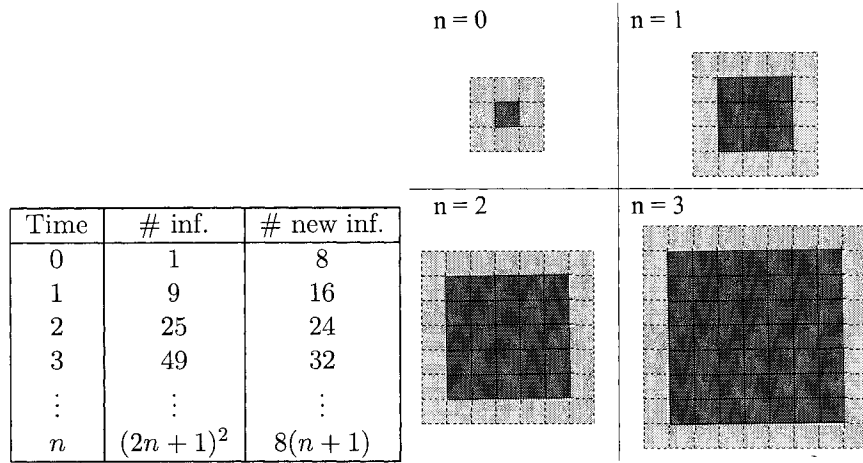 n = 0
n = 1
n = 2
n = 3
Time # inf. # new inf.
0 1 8
1 9 16
2 25 24
3 49 32
⋮ ⋮ ⋮
n (2n + 1)² 8(n + 1)